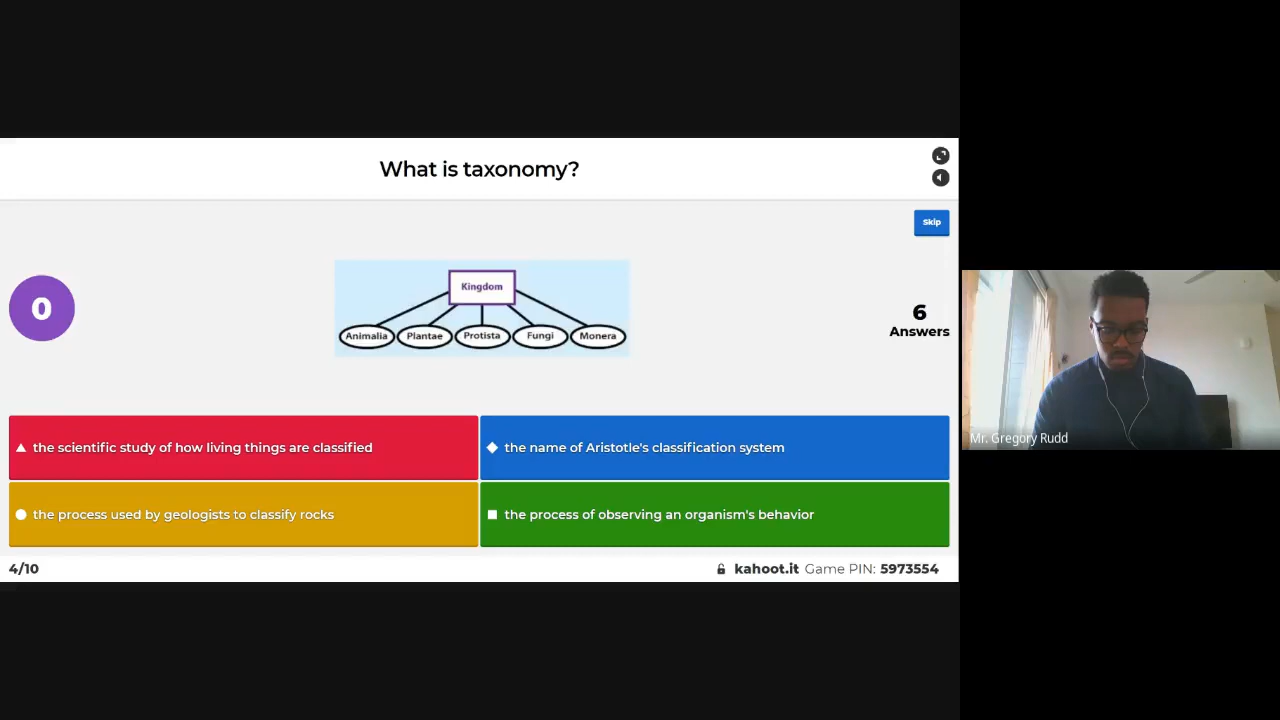 What is taxonomy?
Skip
0
Kingdom
Animalia Plantae Protista Fungi Monera
6
Answers
the scientific study of how living things are classified
the name of Aristotle's classification system
the process used by geologists to classify rocks
the process of observing an organism's behavior
4/10
kahoot.it Game PIN: 5973554
Mr. Gregory Rudd